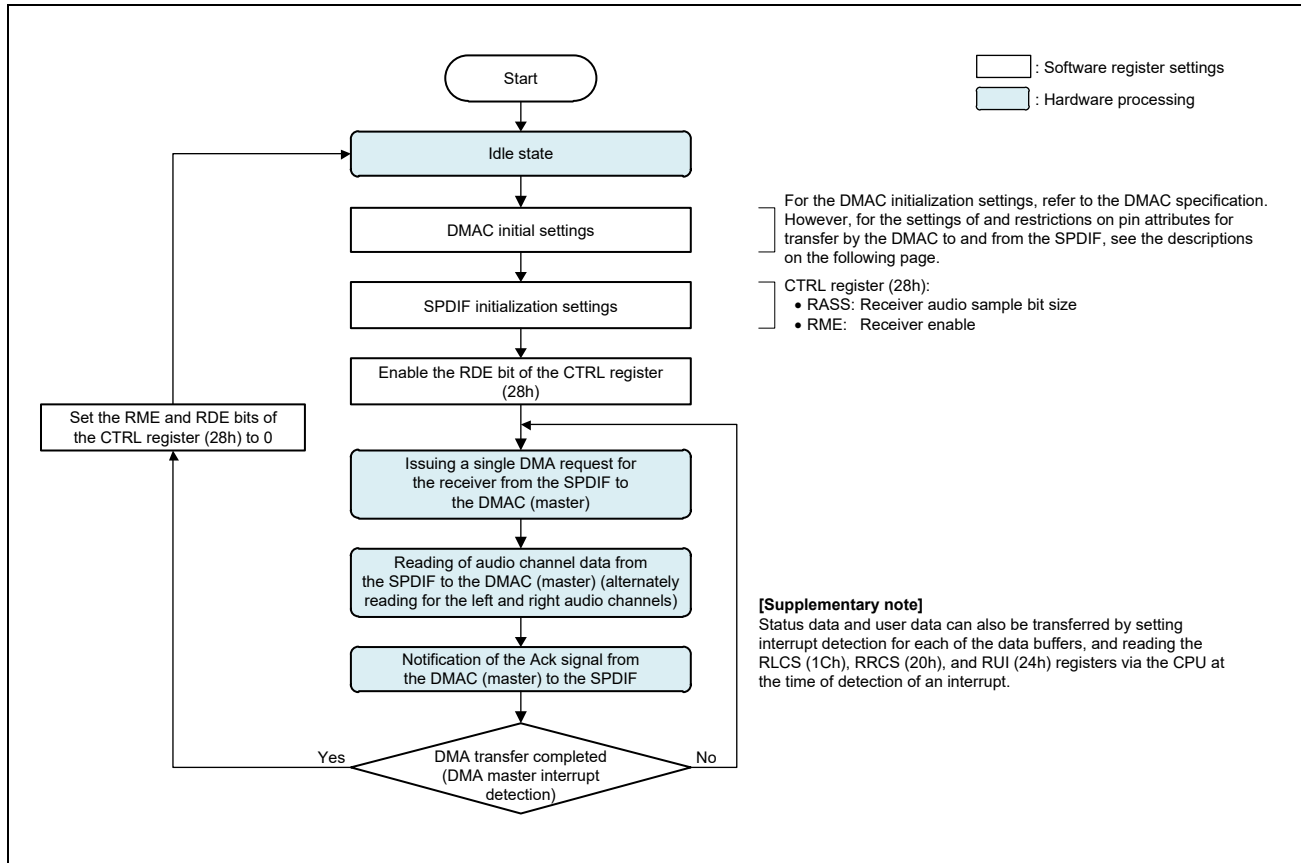 Start
: Software register settings
: Hardware processing
Idle state
For the DMAC initialization settings, refer to the DMAC specification.
However, for the settings of and restrictions on pin attributes for
transfer by the DMAC to and from the SPDIF, see the descriptions
on the following page.
DMAC initial settings
SPDIF initialization settings
CTRL register (28h):
• RASS: Receiver audio sample bit size
• RME: Receiver enable
Enable the RDE bit of the CTRL register
(28h)
Set the RME and RDE bits of
the CTRL register (28h) to 0
Issuing a single DMA request for
the receiver from the SPDIF to
the DMAC (master)
Reading of audio channel data from
the SPDIF to the DMAC (master) (alternately
reading for the left and right audio channels)
[Supplementary note]
Status data and user data can also be transferred by setting
interrupt detection for each of the data buffers, and reading the
RLCS (1Ch), RRCS (20h), and RUI (24h) registers via the CPU at
the time of detection of an interrupt.
Notification of the Ack signal from
the DMAC (master) to the SPDIF
Yes
DMA transfer completed
(DMA master interrupt
detection)
No